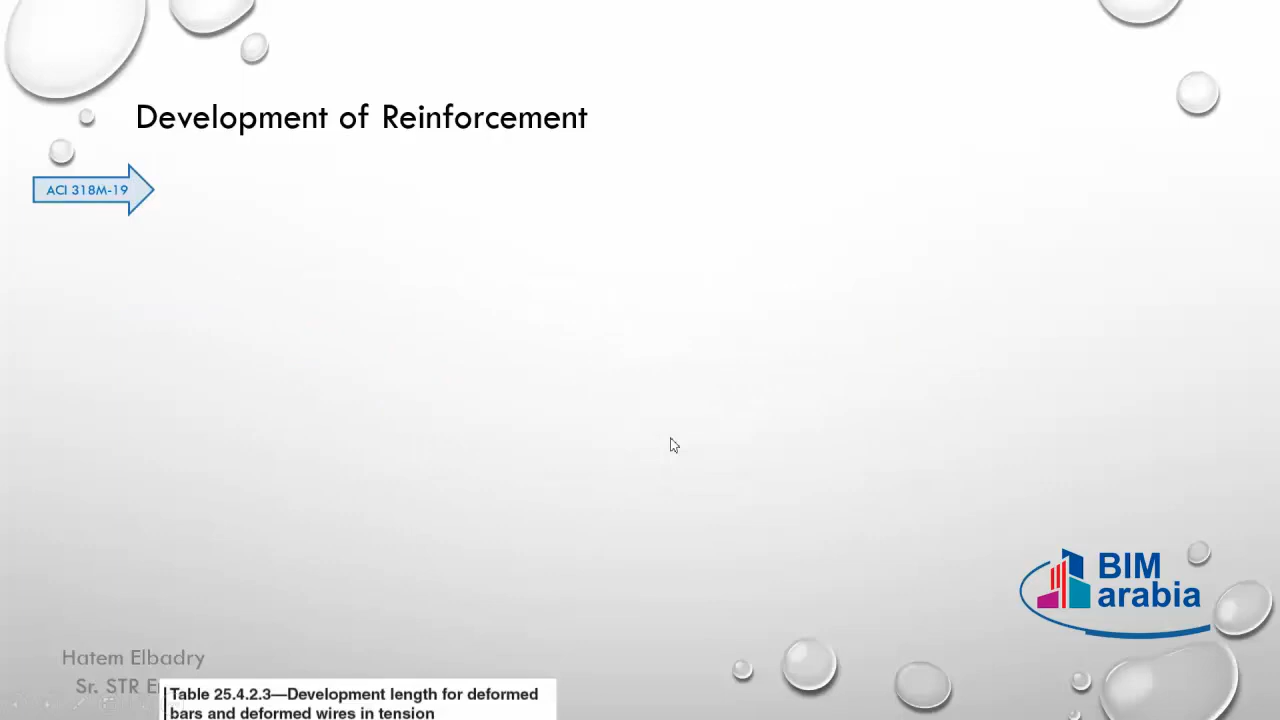 Development of Reinforcement
ACI 318M-19
BIM
arabia
Hatem Elbadry
Sr. STR
Table 25.4.2.3—Development length for deformed
bars and deformed wires in tension